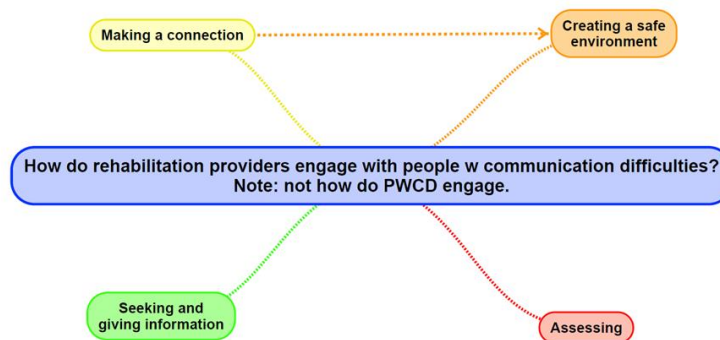 Making a connection
Creating a safe
environment
How do rehabilitation providers engage with people w communication difficulties?
Note: not how do PWCD engage.
Seeking and
giving information
Assessing